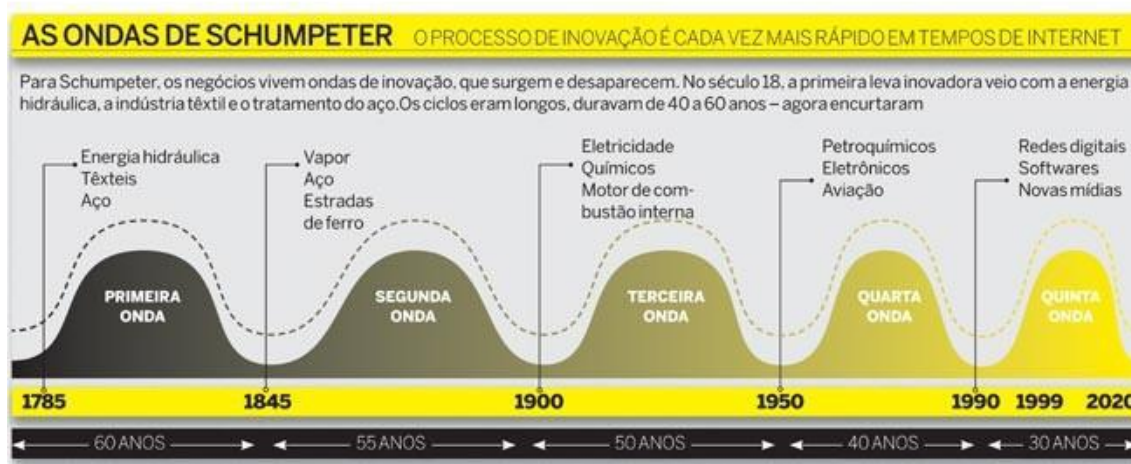 AS ONDAS DE SCHUMPETER O PROCESSO DE INOVAÇÃO É CADA VEZ MAIS RÁPIDO EM TEMPOS DE INTERNET
Para Schumpeter, os negócios vivem ondas de inovação, que surgem e desaparecem. No século 18, a primeira leva inovadora veio com a energia
hidráulica, a indústria têxtil e o tratamento do aço.Os ciclos eram longos, duravam de 40 a 60 anos – agora encurtaram
Energia hidráulica
Têxteis
Aço
Vapor
Aço
Estradas
de ferro
Eletricidade
Químicos
Motor de com-
bustão interna
Petroquímicos
Eletrônicos
Aviação
Redes digitais
Softwares
Novas mídias
PRIMEIRA
ONDA
SEGUNDA
ONDA
TERCEIRA
ONDA
QUARTA
ONDA
QUINTA
ONDA
1785 1845 1900 1950 1990 1999 2020
60 ANOS 55 ANOS 50 ANOS 40 ANOS 30 ANOS